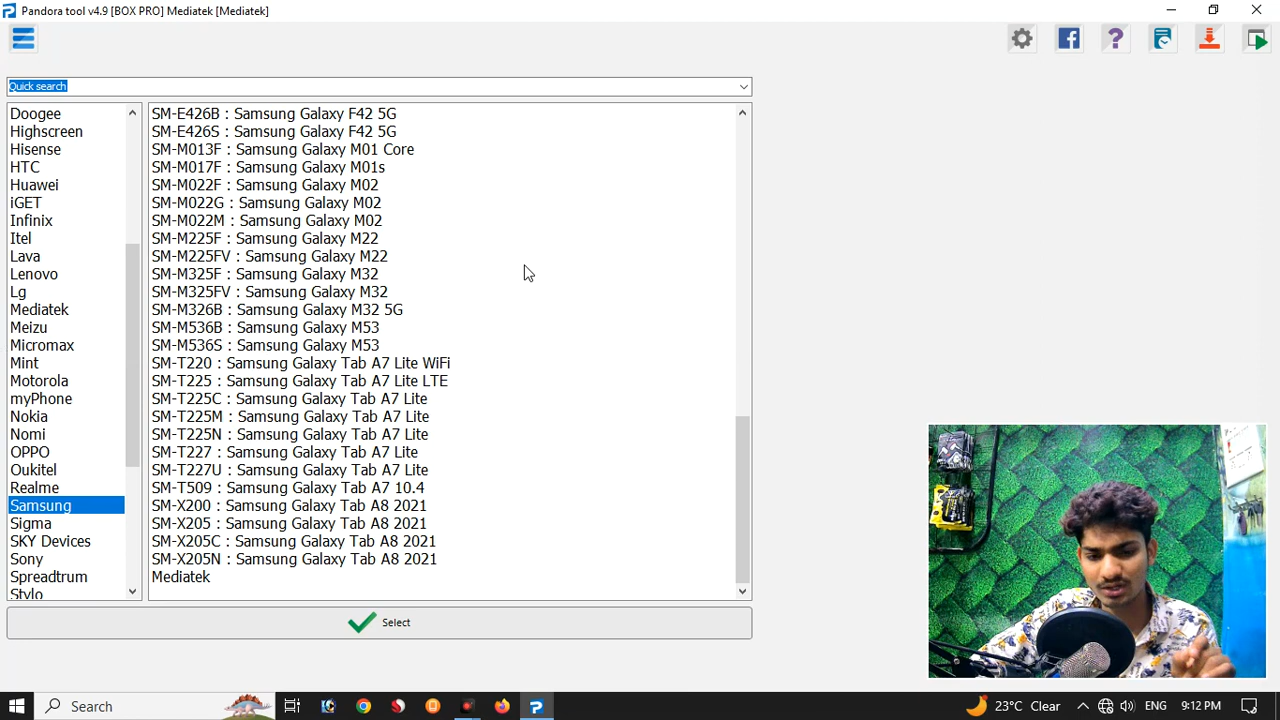 Pandora tool v4.9 [BOX PRO] Mediatek [Mediatek]
Quick search
Doogee
Highscreen
Hisense
HTC
Huawei
iGET
Infinix
Itel
Lava
Lenovo
Lg
Mediatek
Meizu
Micromax
Mint
Motorola
myPhone
Nokia
Nomi
OPPO
Oukitel
Realme
Samsung
Sigma
SKY Devices
Sony
Spreadtrum
Stylo
SM-E426B : Samsung Galaxy F42 5G
SM-E426S : Samsung Galaxy F42 5G
SM-M013F : Samsung Galaxy M01 Core
SM-M017F : Samsung Galaxy M01s
SM-M022F : Samsung Galaxy M02
SM-M022G : Samsung Galaxy M02
SM-M022M : Samsung Galaxy M02
SM-M225F : Samsung Galaxy M22
SM-M225FV : Samsung Galaxy M22
SM-M325F : Samsung Galaxy M32
SM-M325FV : Samsung Galaxy M32
SM-M326B : Samsung Galaxy M32 5G
SM-M536B : Samsung Galaxy M53
SM-M536S : Samsung Galaxy M53
SM-T220 : Samsung Galaxy Tab A7 Lite WiFi
SM-T225 : Samsung Galaxy Tab A7 Lite LTE
SM-T225C : Samsung Galaxy Tab A7 Lite
SM-T225M : Samsung Galaxy Tab A7 Lite
SM-T225N : Samsung Galaxy Tab A7 Lite
SM-T227 : Samsung Galaxy Tab A7 Lite
SM-T227U : Samsung Galaxy Tab A7 Lite
SM-T509 : Samsung Galaxy Tab A7 10.4
SM-X200 : Samsung Galaxy Tab A8 2021
SM-X205 : Samsung Galaxy Tab A8 2021
SM-X205C : Samsung Galaxy Tab A8 2021
SM-X205N : Samsung Galaxy Tab A8 2021
Mediatek
Select
Search
23°C Clear
ENG
9:12 PM